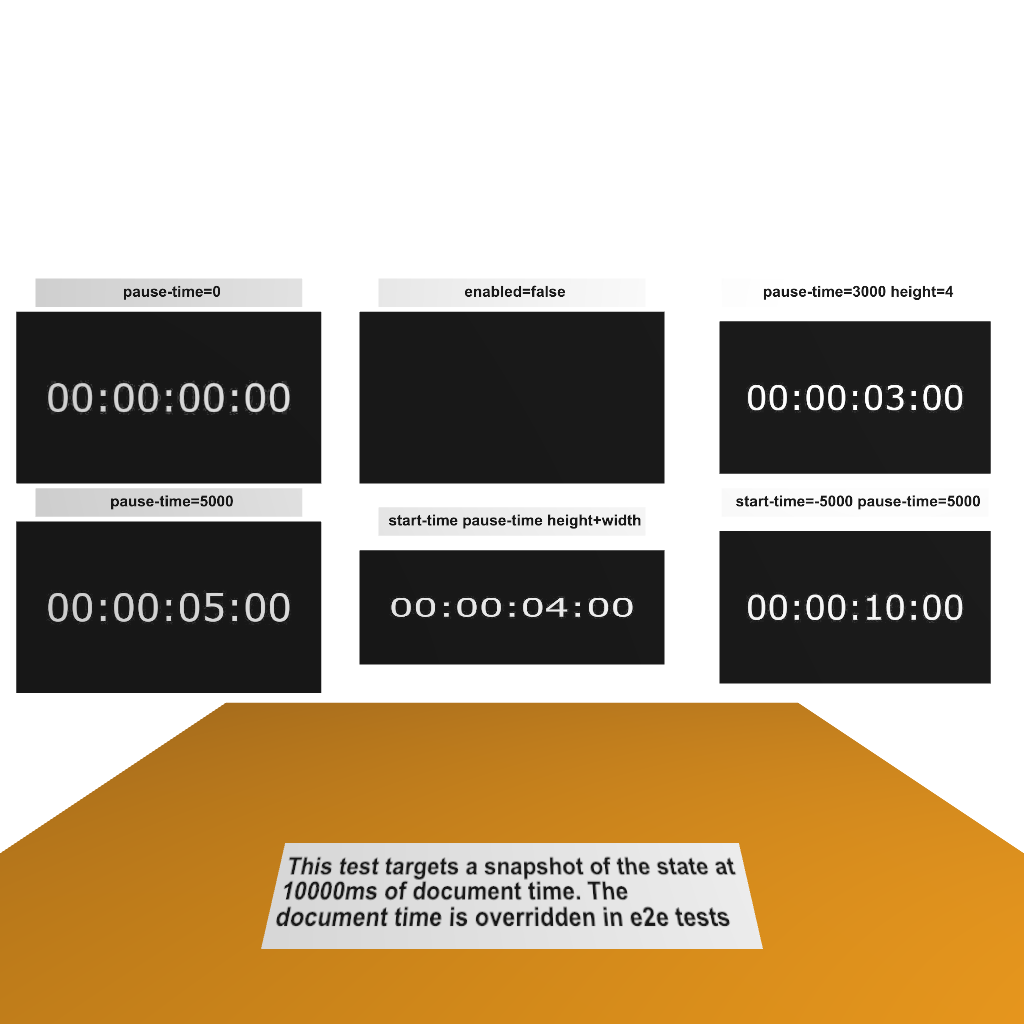 pause-time=0
enabled=false
pause-time=3000 height=4
00:00:00:00
00:00:03:00
pause-time=5000
start-time pause-time height+width
start-time=-5000 pause-time=5000
00:00:05:00
00:00:04:00
00:00:10:00
This test targets a snapshot of the state at
10000ms of document time. The
document time is overridden in e2e tests